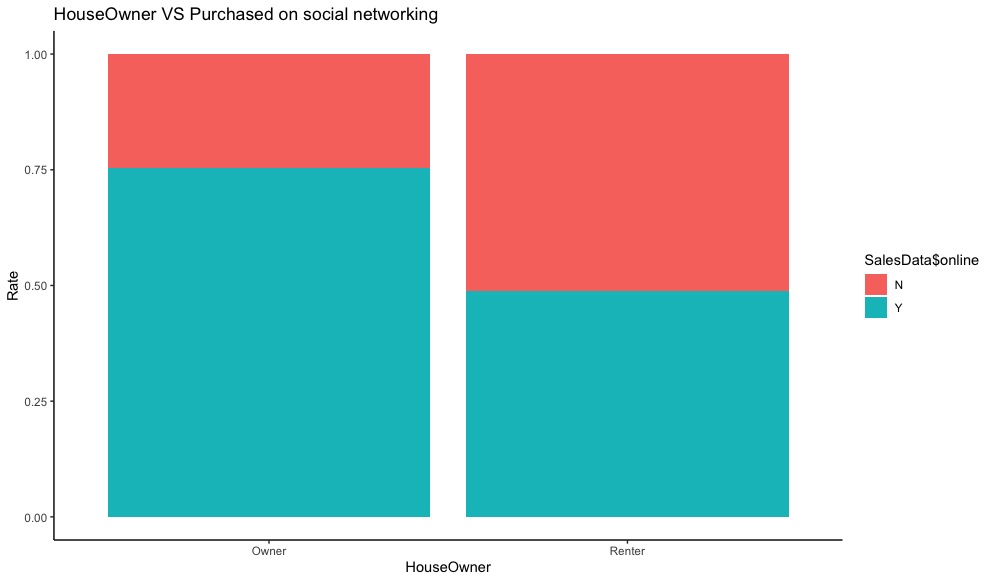 HouseOwner VS Purchased on social networking
1.00
0.75
0.50
0.25
0.00
Rate
Owner
Renter
HouseOwner
SalesData$online
N
Y